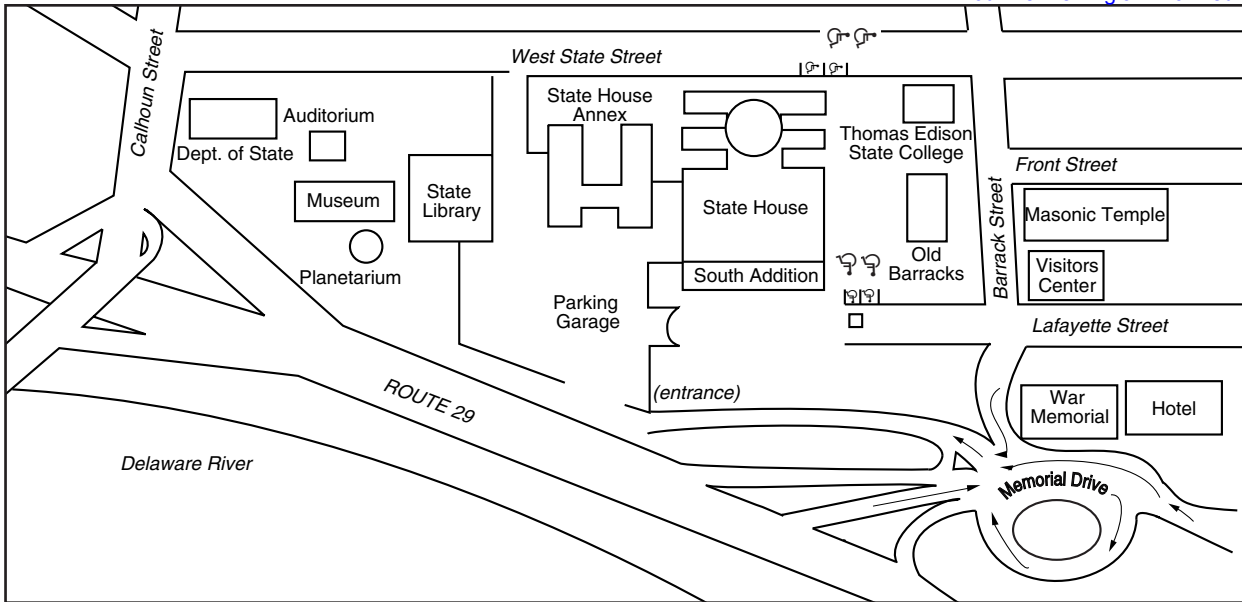 West State Street
Calhoun Street
Auditorium
Dept. of State
Museum
Planetarium
State
Library
State House
Annex
State House
South Addition
Thomas Edison
State College
Old
Barracks
Barrack Street
Front Street
Masonic Temple
Visitors
Center
Lafayette Street
Parking
Garage
(entrance)
War
Memorial
Hotel
ROUTE 29
Memorial Drive
Delaware River